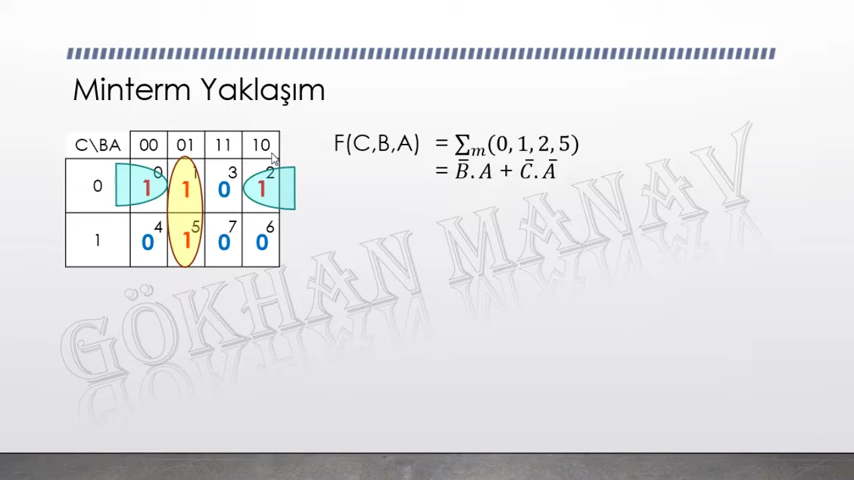 Minterm Yaklaşım
C\BA 00 01 11 10
0 1 0 1 1 0 3 1 2
1 0 4 1 5 0 7 0 6
F(C,B,A) = ∑m(0, 1, 2, 5)
= B̄.A + C̄.Ā
GÖKHAN MANAV